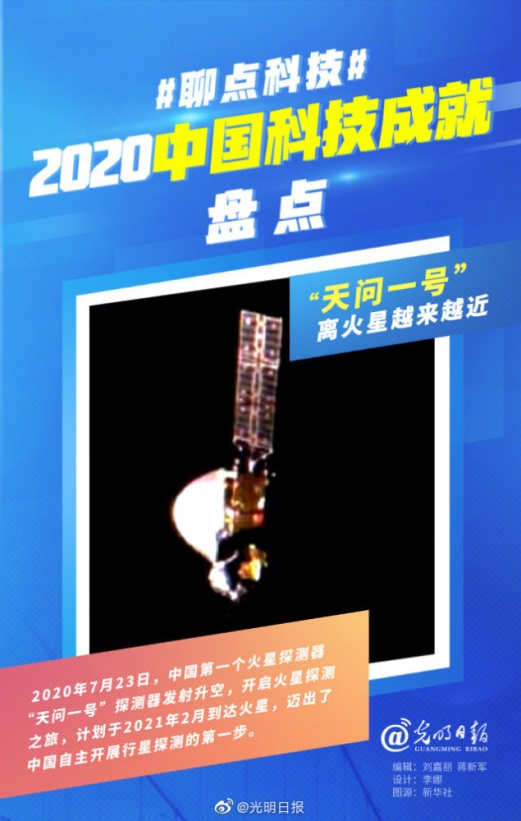 #聊点科技#
2020中国科技成就
盘点
“天问一号”
离火星越来越近
2020年7月23日，中国第一个火星探测器
“天问一号”探测器发射升空，开启火星探测
之旅，计划于2021年2月到达火星，迈出了
中国自主开展行星探测的第一步。
@光明日报
GUANGMING RIBAO
编辑：刘嘉丽 蒋新军
设计：李娜
图源：新华社
@光明日报